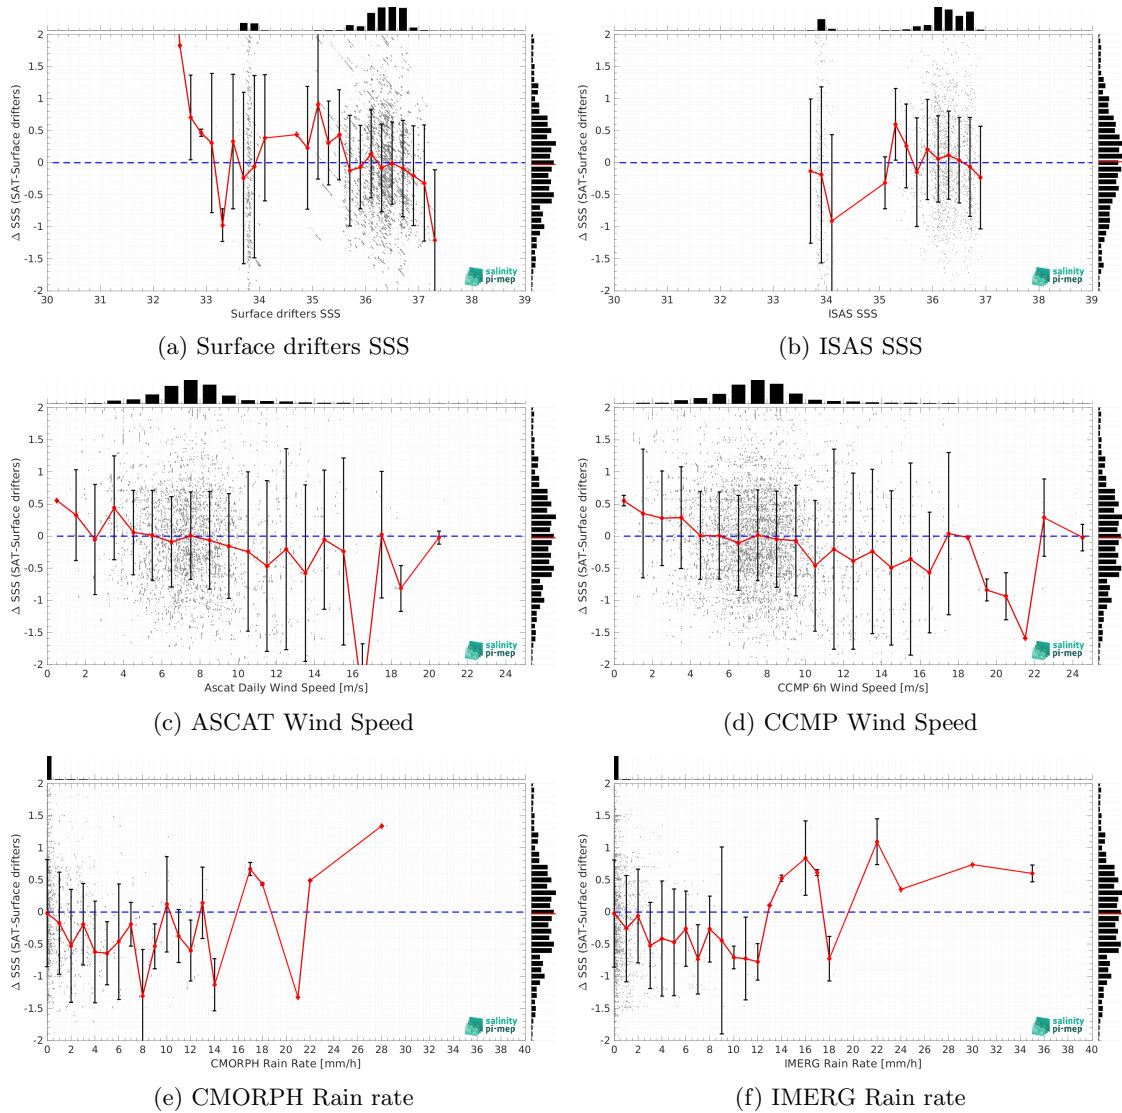 2
1.5
1
0.5
0
-0.5
-1
-1.5
-2
Δ SSS (SAT-Surface drifters)
salinity
pi-mep
30 31 32 33 34 35 36 37 38 39
Surface drifters SSS
(a) Surface drifters SSS
2
1.5
1
0.5
0
-0.5
-1
-1.5
-2
Δ SSS (SAT-Surface drifters)
salinity
pi-mep
30 31 32 33 34 35 36 37 38 39
ISAS SSS
(b) ISAS SSS
2
1.5
1
0.5
0
-0.5
-1
-1.5
-2
Δ SSS (SAT-Surface drifters)
salinity
pi-mep
0 2 4 6 8 10 12 14 16 18 20 22 24
Ascat Daily Wind Speed [m/s]
(c) ASCAT Wind Speed
2
1.5
1
0.5
0
-0.5
-1
-1.5
-2
Δ SSS (SAT-Surface drifters)
salinity
pi-mep
0 2 4 6 8 10 12 14 16 18 20 22 24
CCMP 6h Wind Speed [m/s]
(d) CCMP Wind Speed
2
1.5
1
0.5
0
-0.5
-1
-1.5
-2
Δ SSS (SAT-Surface drifters)
salinity
pi-mep
0 2 4 6 8 10 12 14 16 18 20 22 24 26 28 30 32 34 36 38 40
CMORPH Rain Rate [mm/h]
(e) CMORPH Rain rate
2
1.5
1
0.5
0
-0.5
-1
-1.5
-2
Δ SSS (SAT-Surface drifters)
salinity
pi-mep
0 2 4 6 8 10 12 14 16 18 20 22 24 26 28 30 32 34 36 38 40
IMERG Rain Rate [mm/h]
(f) IMERG Rain rate